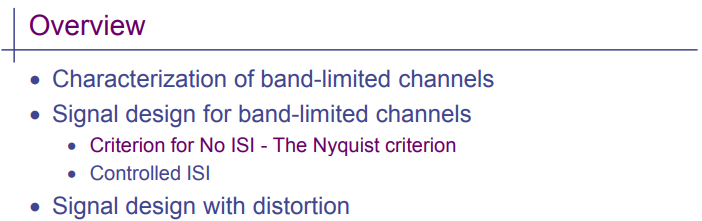 Overview
• Characterization of band-limited channels
• Signal design for band-limited channels
• Criterion for No ISI - The Nyquist criterion
• Controlled ISI
• Signal design with distortion